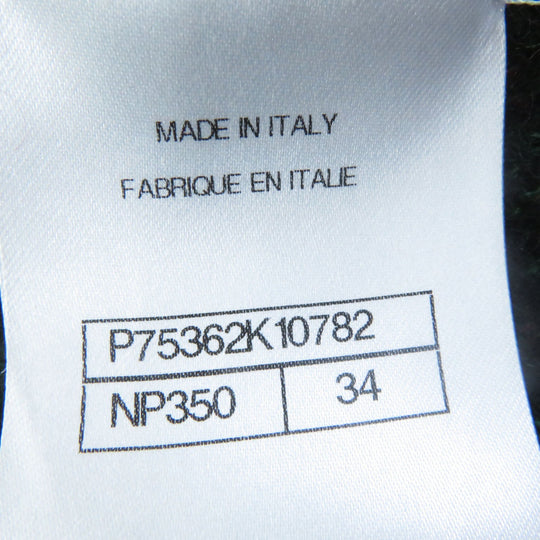 MADE IN ITALY
FABRIQUE EN ITALIE
P75362K10782
NP350 34